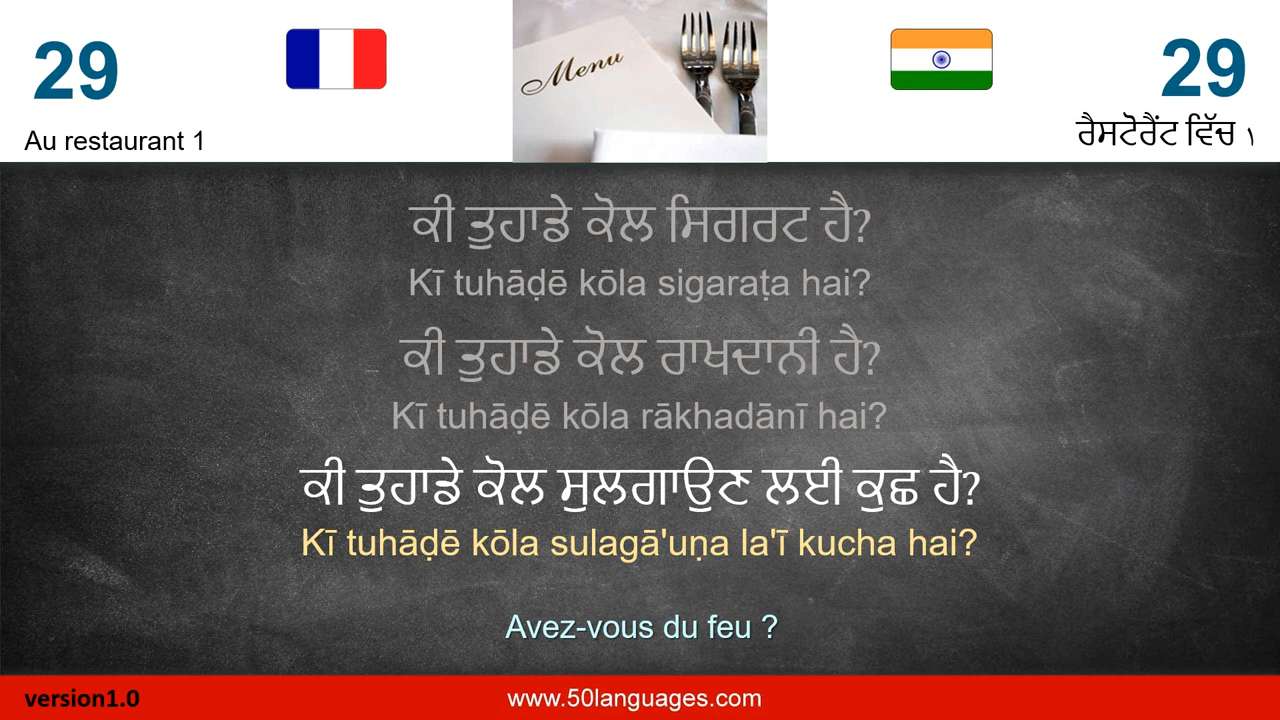 29
29
Au restaurant 1
ਰੈਸਟੋਰੈਂਟ ਵਿੱਚ ੧
Menu
ਕੀ ਤੁਹਾਡੇ ਕੋਲ ਸਿਗਰਟ ਹੈ?
Kī tuhāḍē kōla sigaraṭa hai?
ਕੀ ਤੁਹਾਡੇ ਕੋਲ ਰਾਖਦਾਨੀ ਹੈ?
Kī tuhāḍē kōla rākhadānī hai?
ਕੀ ਤੁਹਾਡੇ ਕੋਲ ਸੁਲਗਾਉਣ ਲਈ ਕੁਛ ਹੈ?
Kī tuhāḍē kōla sulagā'uṇa la'ī kucha hai?
Avez-vous du feu ?
version1.0
www.50languages.com